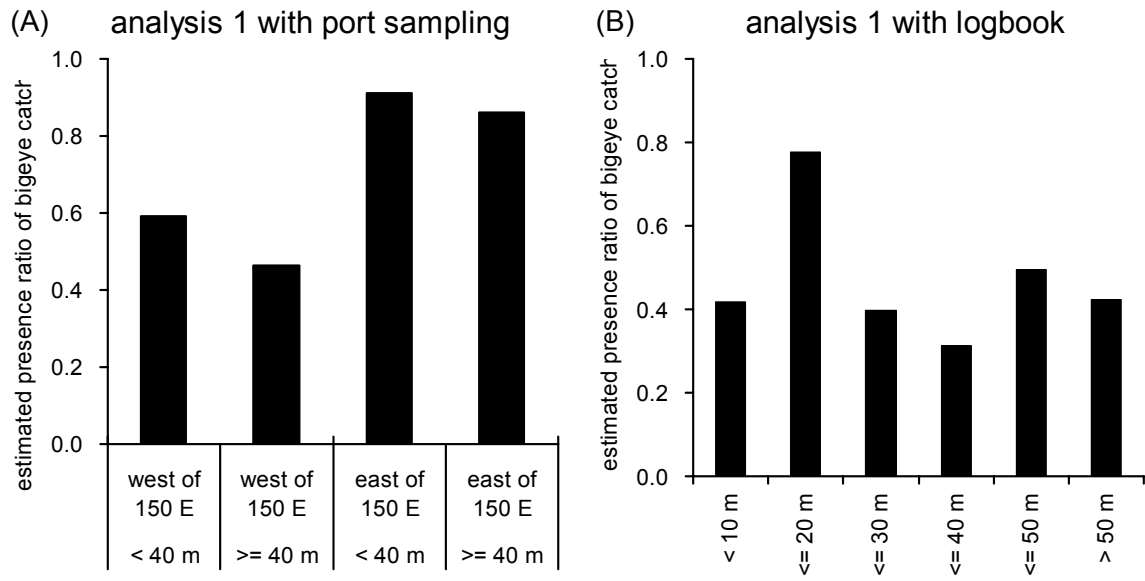 (A) analysis 1 with port sampling
estimated presence ratio of bigeye catch
1.0
0.8
0.6
0.4
0.2
0.0
west of 150 E < 40 m
west of 150 E >= 40 m
east of 150 E < 40 m
east of 150 E >= 40 m
(B) analysis 1 with logbook
estimated presence ratio of bigeye catch
1.0
0.8
0.6
0.4
0.2
0.0
< 10 m
<= 20 m
<= 30 m
<= 40 m
<= 50 m
> 50 m